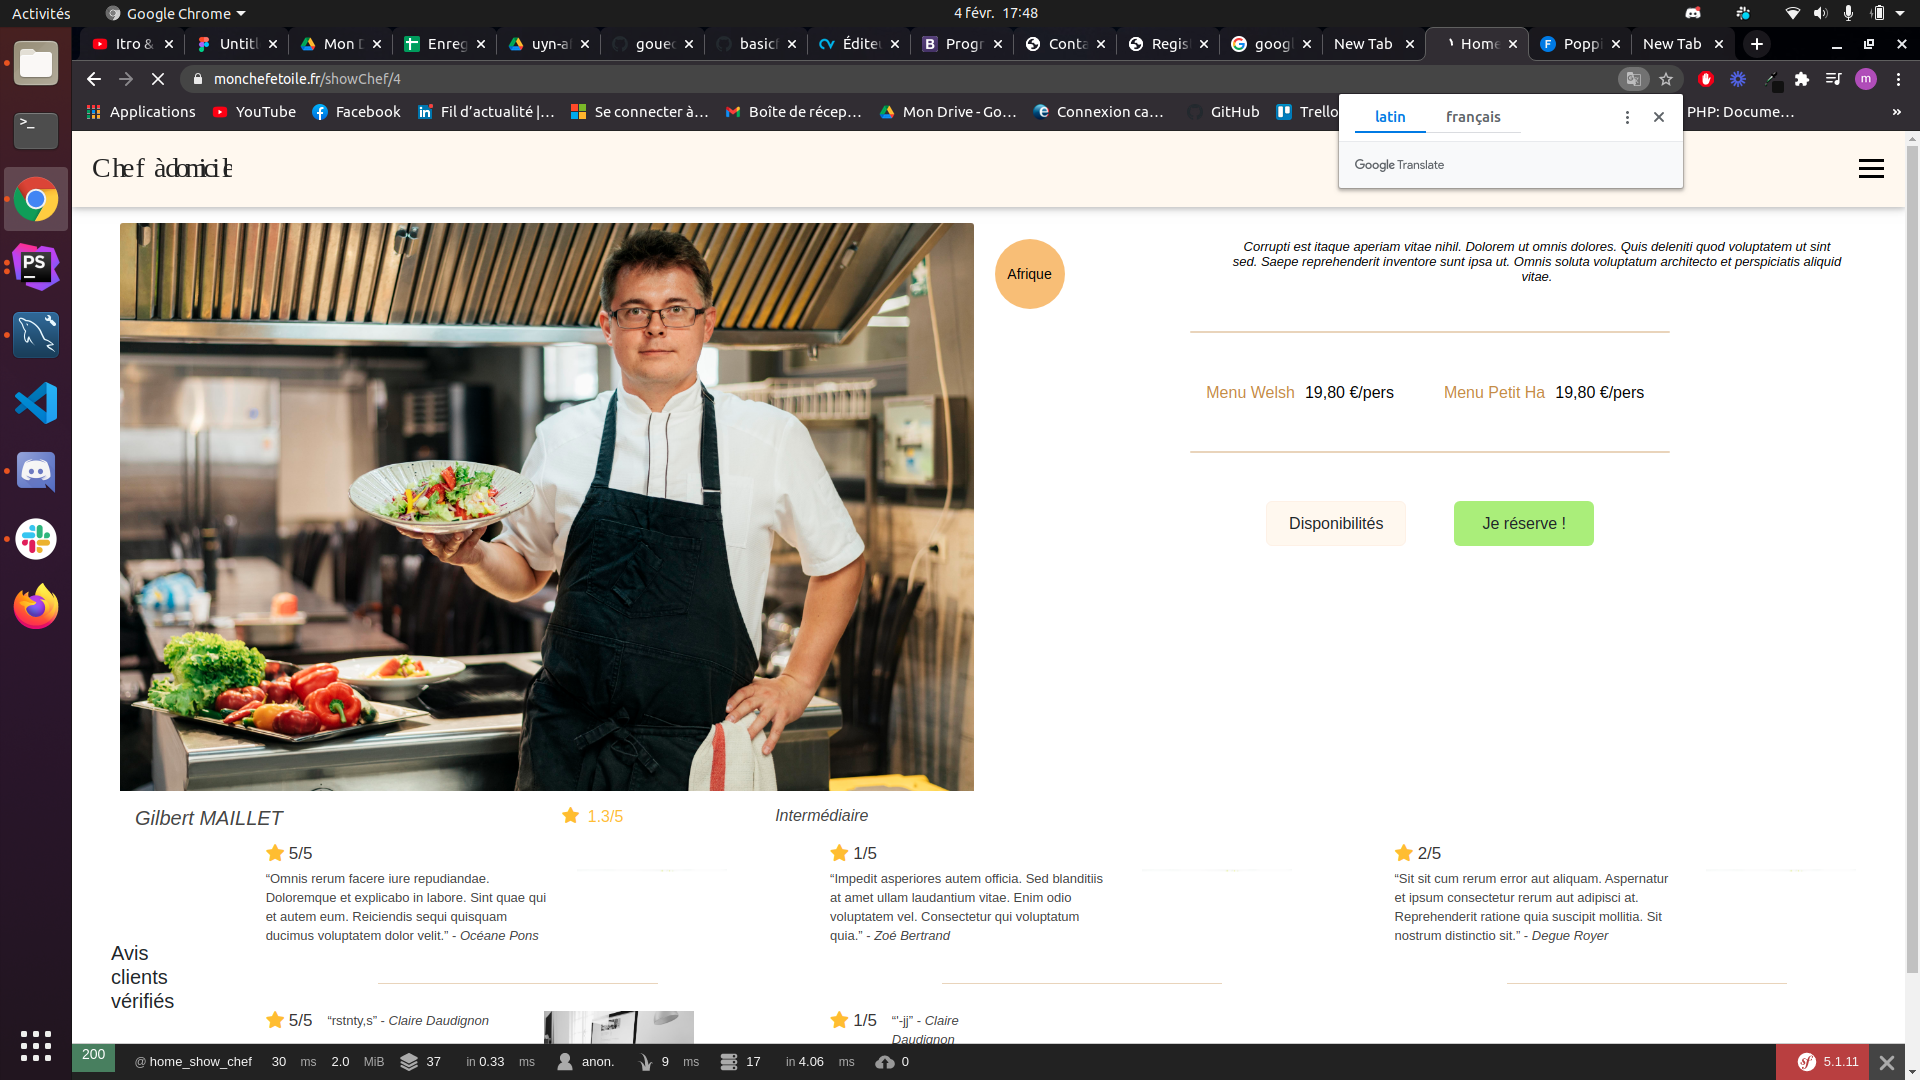 Activités
Google Chrome
4 févr.  17:48
Itro &
Untitl
Mon D
Enreg
uyn-al
goued
basicf
Éditeu
Progr
Conta
Regis
googl
New Tab
Home
Poppi
New Tab
monchefetoile.fr/showChef/4
m
Applications
YouTube
Facebook
Fil d'actualité |...
Se connecter à...
Boîte de récep...
Mon Drive - Go...
Connexion ca...
GitHub
Trello
PHP: Docume...
»
latin
français
Google Translate
Chef à domicile
Afrique
Corrupti est itaque aperiam vitae nihil. Dolorem ut omnis dolores. Quis deleniti quod voluptatem ut sint
sed. Saepe reprehenderit inventore sunt ipsa ut. Omnis soluta voluptatum architecto et perspiciatis aliquid
vitae.
Menu Welsh 19,80 €/pers
Menu Petit Ha 19,80 €/pers
Disponibilités
Je réserve !
Gilbert MAILLET
1.3/5
Intermédiaire
Avis
clients
vérifiés
5/5
“Omnis rerum facere iure repudiandae.
Doloremque et explicabo in labore. Sint quae qui
et autem eum. Reiciendis sequi quisquam
ducimus voluptatem dolor velit.” - Océane Pons
1/5
“Impedit asperiores autem officia. Sed blanditiis
at amet ullam laudantium vitae. Enim odio
voluptatem vel. Consectetur qui voluptatum
quia.” - Zoé Bertrand
2/5
“Sit sit cum rerum error aut aliquam. Aspernatur
et ipsum consectetur rerum aut adipisci at.
Reprehenderit ratione quia suscipit mollitia. Sit
nostrum distinctio sit.” - Degue Royer
5/5 “rstnty,s” - Claire Daudignon
1/5 “'-jj” - Claire
Daudignon
200
@ home_show_chef
30 ms
2.0 MiB
37 in 0.33 ms
anon.
9 ms
17 in 4.06 ms
0
5.1.11
PS
>_